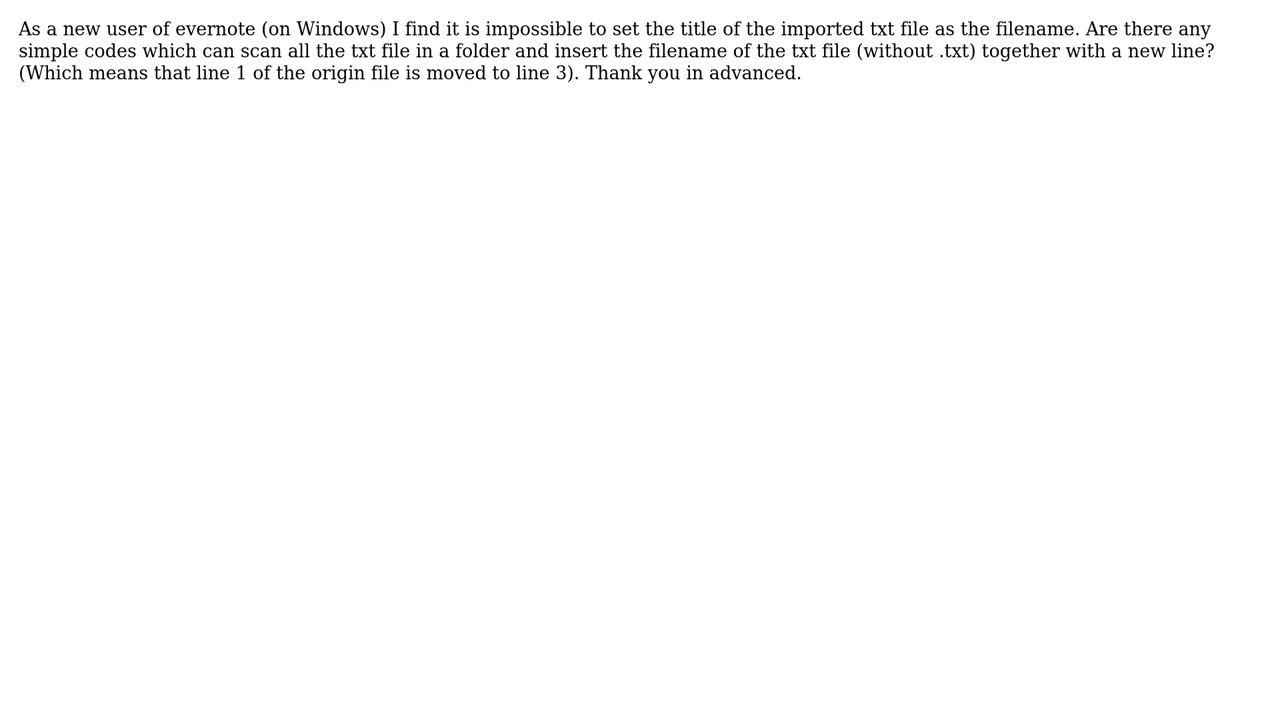 As a new user of evernote (on Windows) I find it is impossible to set the title of the imported txt file as the filename. Are there any
simple codes which can scan all the txt file in a folder and insert the filename of the txt file (without .txt) together with a new line?
(Which means that line 1 of the origin file is moved to line 3). Thank you in advanced.